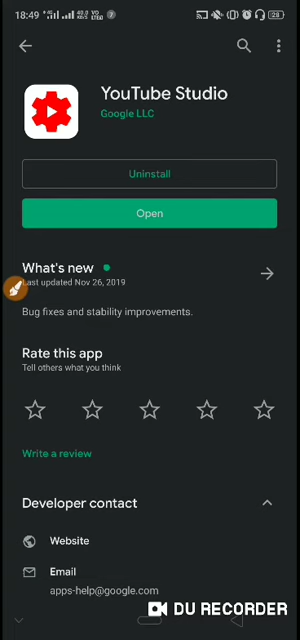 18:49
YouTube Studio
Google LLC
Uninstall
Open
What's new
Last updated Nov 26, 2019
Bug fixes and stability improvements.
Rate this app
Tell others what you think
Write a review
Developer contact
Website
Email
apps-help@google.com
DU RECORDER